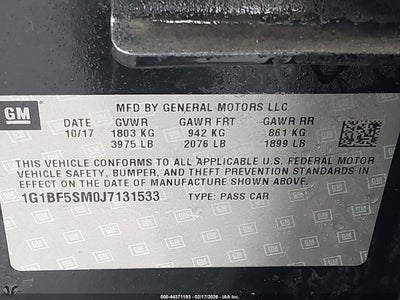 GM
MFD BY GENERAL MOTORS LLC
DATE GVWR GAWR FRT GAWR RR
10/17 1803 KG 942 KG 861 KG
3975 LB 2076 LB 1899 LB
THIS VEHICLE CONFORMS TO ALL APPLICABLE U.S. FEDERAL MOTOR
VEHICLE SAFETY, BUMPER, AND THEFT PREVENTION STANDARDS IN
EFFECT ON THE DATE OF MANUFACTURE SHOWN ABOVE.
1G1BF5SM0J7131533 TYPE: PASS CAR
000-44371193 - 02/17/2026 - IAA Inc.